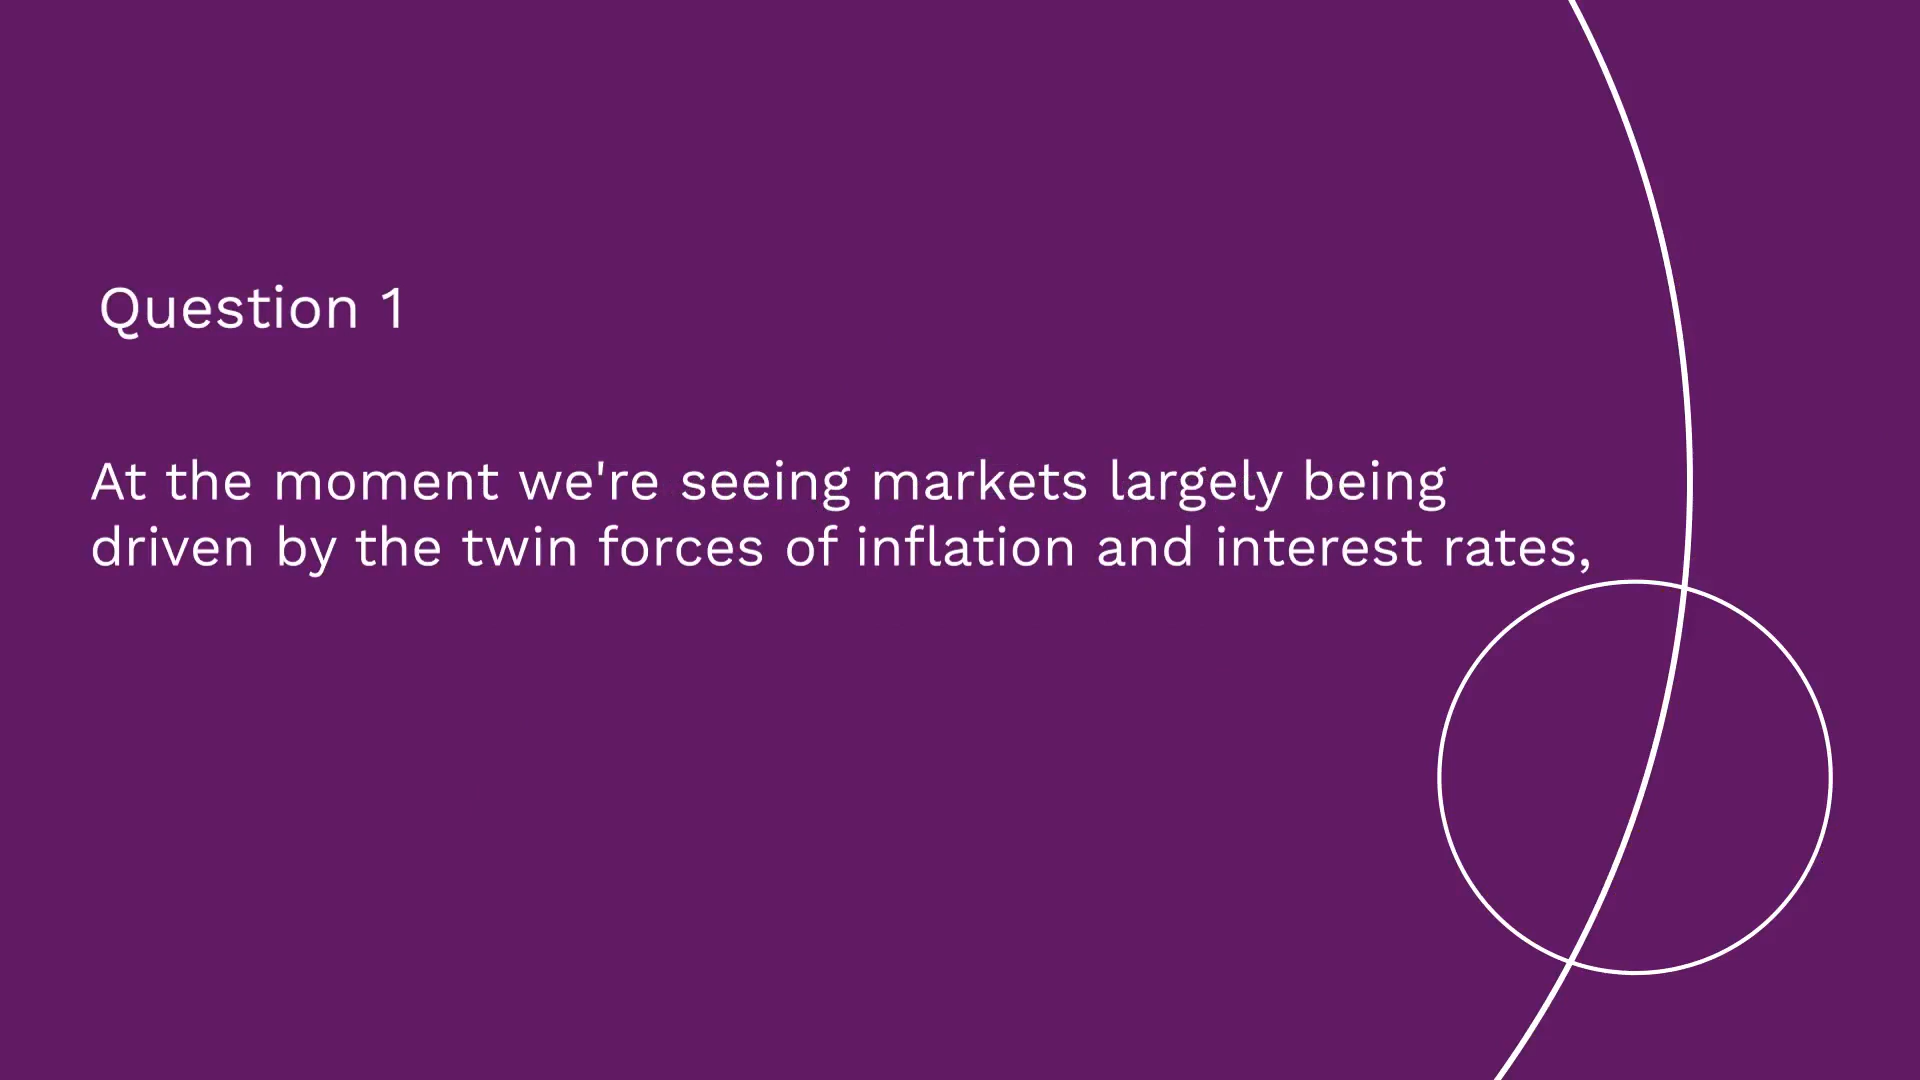 Question 1
At the moment we're seeing markets largely being
driven by the twin forces of inflation and interest rates,